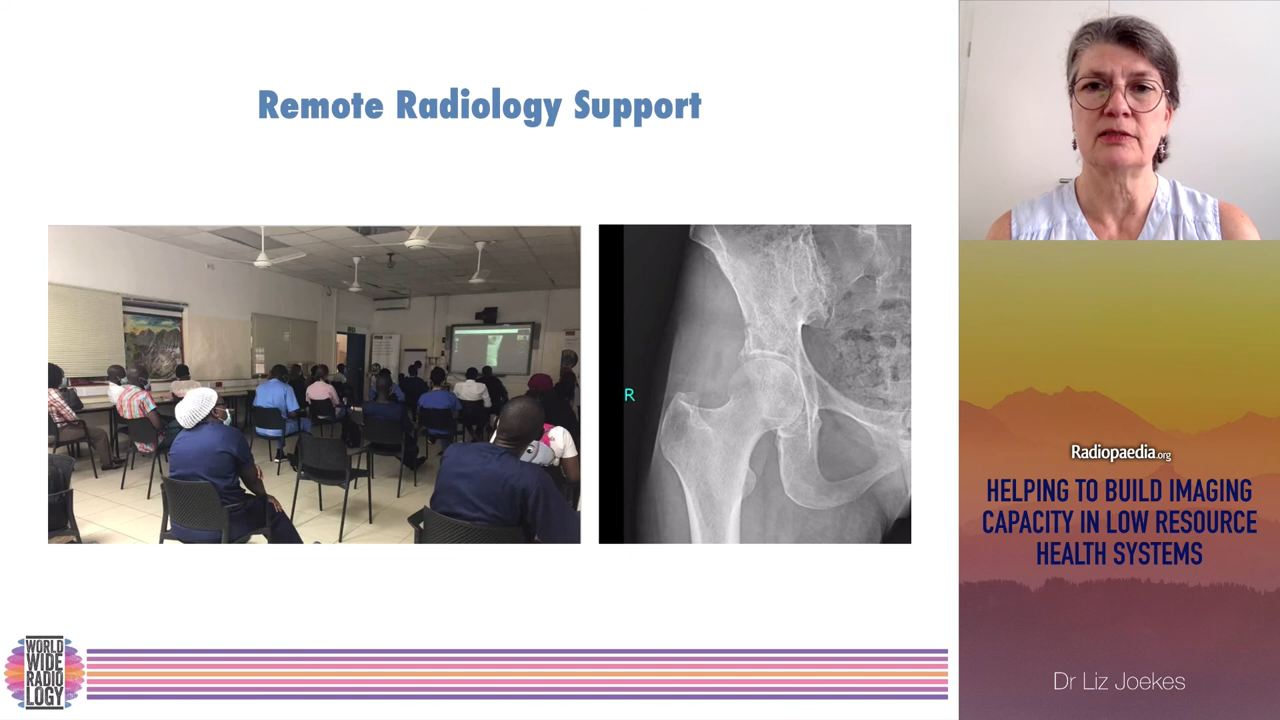 Remote Radiology Support
R
WORLD
WIDE
RADIO
LOGY
Radiopaedia.org
HELPING TO BUILD IMAGING
CAPACITY IN LOW RESOURCE
HEALTH SYSTEMS
Dr Liz Joekes